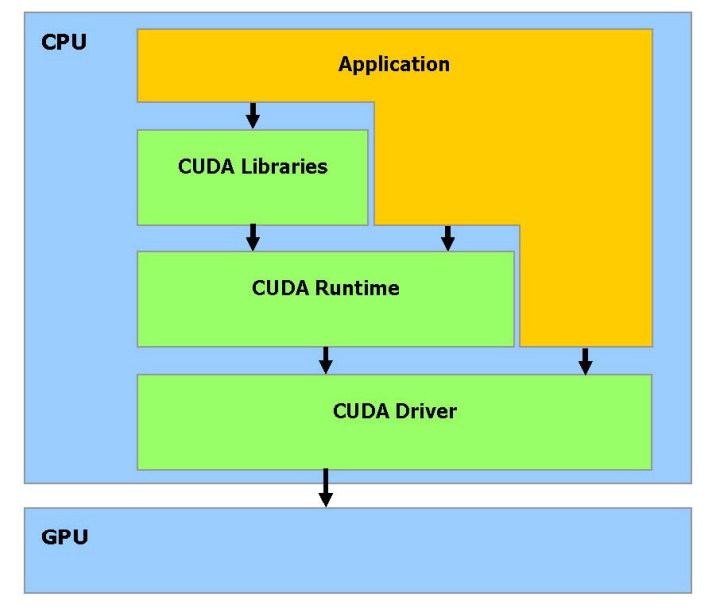 CPU
Application
CUDA Libraries
CUDA Runtime
CUDA Driver
GPU